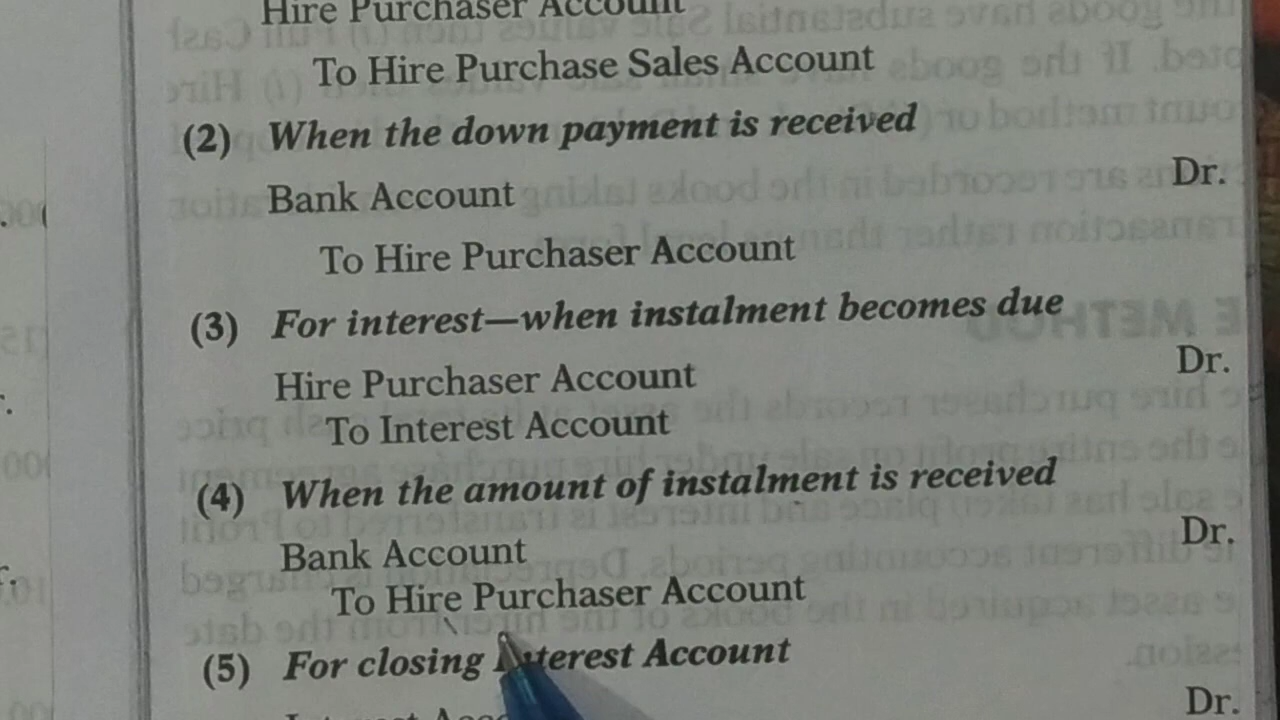 Hire Purchaser Account
To Hire Purchase Sales Account
(2) When the down payment is received
Bank Account Dr.
To Hire Purchaser Account
(3) For interest—when instalment becomes due
Hire Purchaser Account Dr.
To Interest Account
(4) When the amount of instalment is received
Bank Account Dr.
To Hire Purchaser Account
(5) For closing Interest Account
Dr.